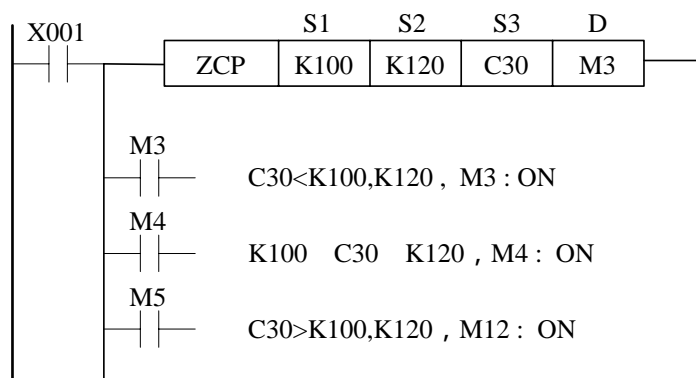 X001
S1 S2 S3 D
ZCP K100 K120 C30 M3
M3
C30<K100,K120 , M3 : ON
M4
K100 C30 K120 , M4 : ON
M5
C30>K100,K120 , M12 : ON